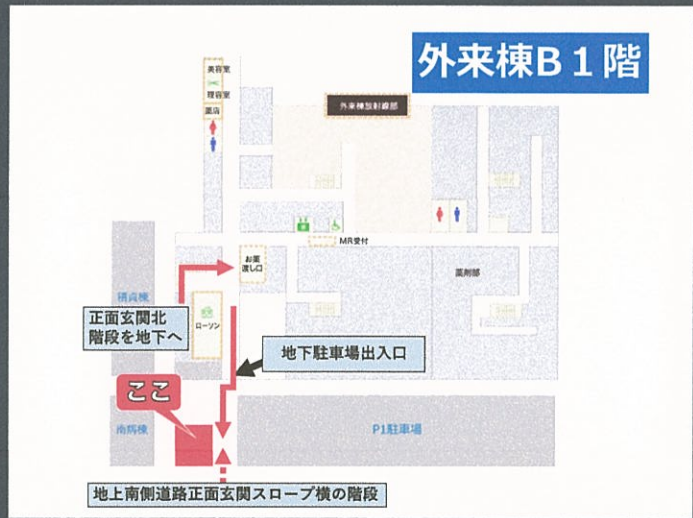 外来棟B1階
美容室
理容室
薬店
外来棟放射線部
MR受付
お薬
渡し口
薬剤部
積貞棟
正面玄関北
階段を地下へ
ローソン
地下駐車場出入口
ここ
南病棟
P1駐車場
地上南側道路正面玄関スロープ横の階段